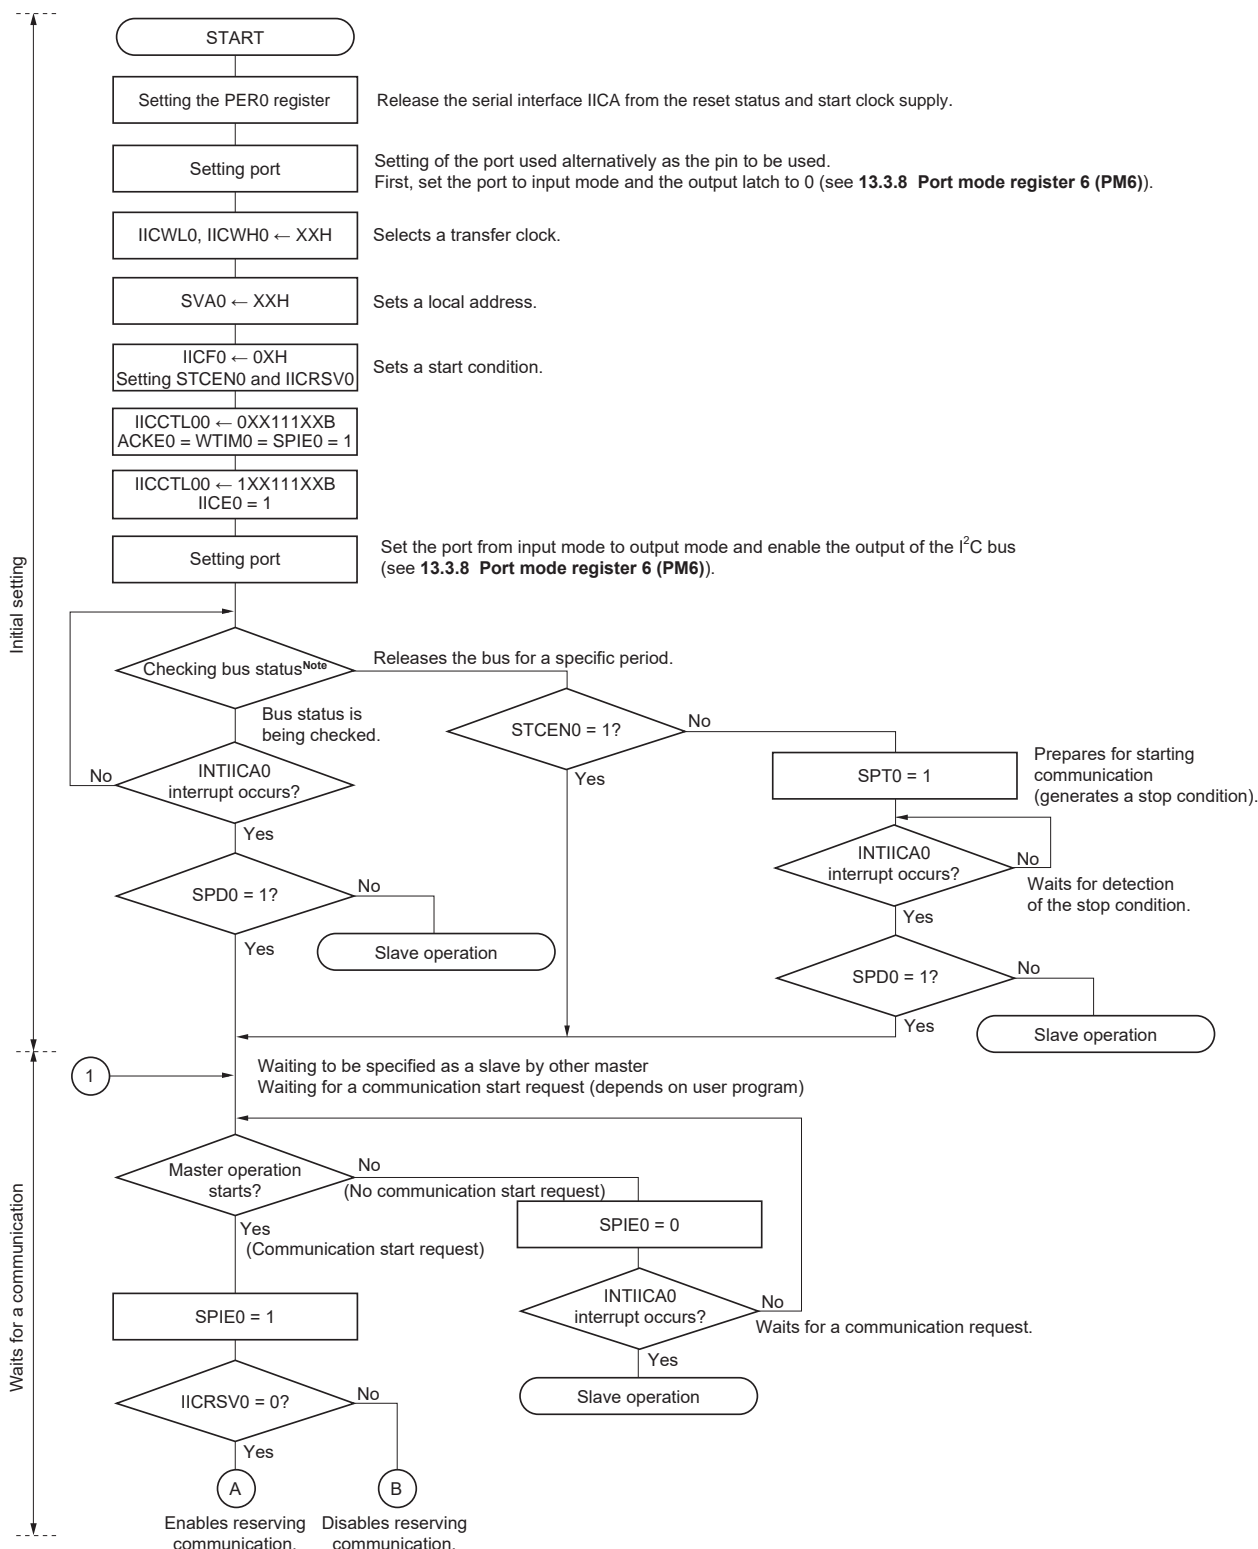 START
Setting the PER0 register
Release the serial interface IICA from the reset status and start clock supply.
Setting port
Setting of the port used alternatively as the pin to be used.
First, set the port to input mode and the output latch to 0 (see 13.3.8 Port mode register 6 (PM6)).
IICWL0, IICWH0 ← XXH
Selects a transfer clock.
SVA0 ← XXH
Sets a local address.
IICF0 ← 0XH
Setting STCEN0 and IICRSV0
Sets a start condition.
IICCTL00 ← 0XX111XXB
ACKE0 = WTIM0 = SPIE0 = 1
IICCTL00 ← 1XX111XXB
IICE0 = 1
Setting port
Set the port from input mode to output mode and enable the output of the I²C bus
(see 13.3.8 Port mode register 6 (PM6)).
Initial setting
Checking bus status Note
Releases the bus for a specific period.
Bus status is
being checked.
STCEN0 = 1?
No
Yes
SPT0 = 1
Prepares for starting
communication
(generates a stop condition).
INTIICA0
interrupt occurs?
No
Yes
INTIICA0
interrupt occurs?
No
Waits for detection
of the stop condition.
Yes
SPD0 = 1?
No
Yes
Slave operation
SPD0 = 1?
No
Yes
Slave operation
1
Waiting to be specified as a slave by other master
Waiting for a communication start request (depends on user program)
Waits for a communication
Master operation
starts?
No
(No communication start request)
Yes
(Communication start request)
SPIE0 = 0
INTIICA0
interrupt occurs?
No
Waits for a communication request.
Yes
Slave operation
SPIE0 = 1
IICRSV0 = 0?
No
Yes
A
B
Enables reserving
communication.
Disables reserving
communication.